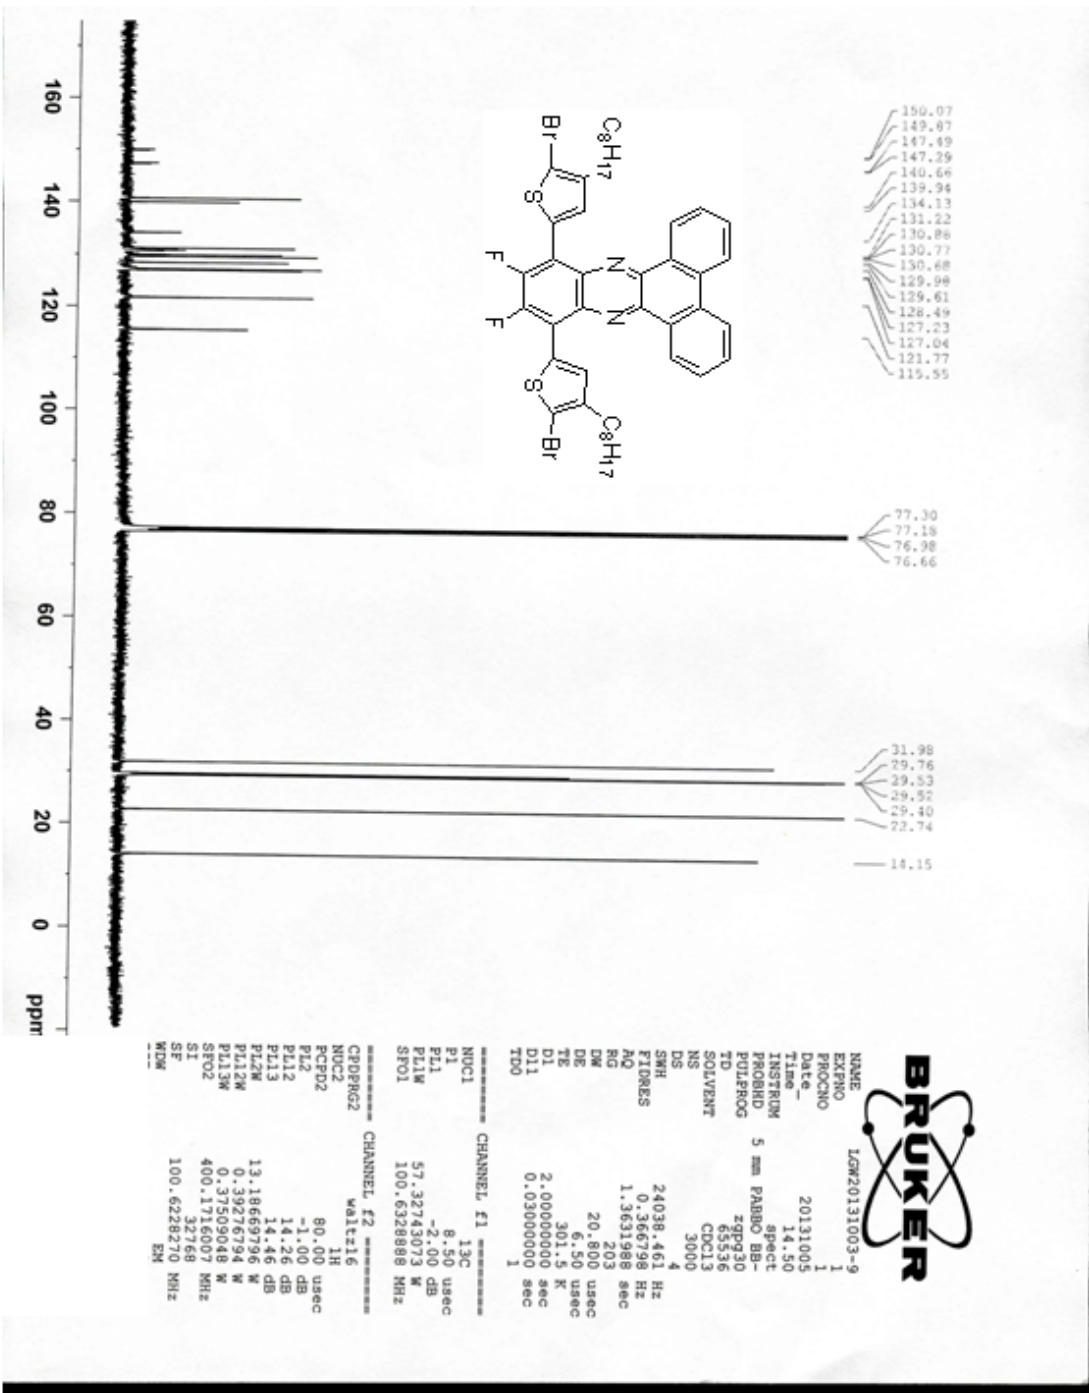 150.07
149.87
147.49
147.29
140.66
139.94
134.13
131.22
130.86
130.77
130.68
129.98
129.61
128.49
127.23
127.04
121.77
115.55
77.30
77.18
76.98
76.66
31.98
29.76
29.53
29.52
29.40
22.74
14.15
C8H17
Br
S
F
F
N
N
S
C8H17
Br
160
140
120
100
80
60
40
20
0
ppm
BRUKER
NAME LGW20131003-9
EXPNO 1
PROCNO 1
Date_ 20131005
Time 14.50
INSTRUM spect
PROBHD 5 mm PABBO BB-
PULPROG zgpg30
TD 65536
SOLVENT CDCl3
NS 3000
DS 4
SWH 24038.461 Hz
FIDRES 0.366798 Hz
AQ 1.3631988 sec
RG 203
DW 20.800 usec
DE 6.50 usec
TE 301.5 K
D1 2.00000000 sec
D11 0.03000000 sec
TD0 1
======== CHANNEL f1 ========
NUC1 13C
P1 8.50 usec
PL1 -2.00 dB
PL1W 57.32743073 W
SFO1 100.6328888 MHz
======== CHANNEL f2 ========
CPDPRG2 waltz16
NUC2 1H
PCPD2 80.00 usec
PL2 -1.00 dB
PL12 14.26 dB
PL13 14.46 dB
PL2W 13.18669796 W
PL12W 0.39276794 W
PL13W 0.37509048 W
SFO2 400.1716007 MHz
SI 32768
SF 100.6228270 MHz
WDW EM